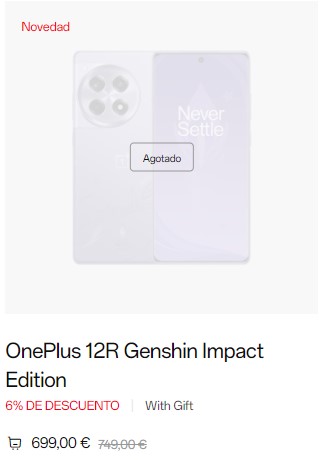 Novedad
Never
Settle
Agotado
OnePlus 12R Genshin Impact
Edition
6% DE DESCUENTO | With Gift
699,00 € 749,00 €